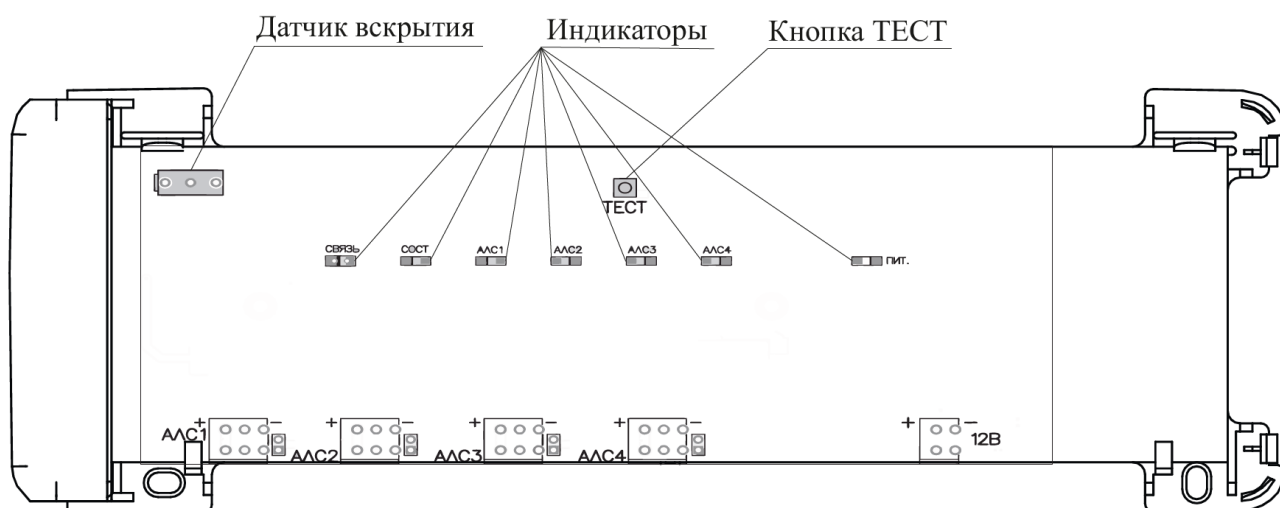 Датчик вскрытия Индикаторы Кнопка ТЕСТ
ТЕСТ
СВЯЗЬ СОСТ АЛС1 АЛС2 АЛС3 АЛС4 ПИТ.
+ − + − + − + − + −
АЛС1 АЛС2 АЛС3 АЛС4 12В